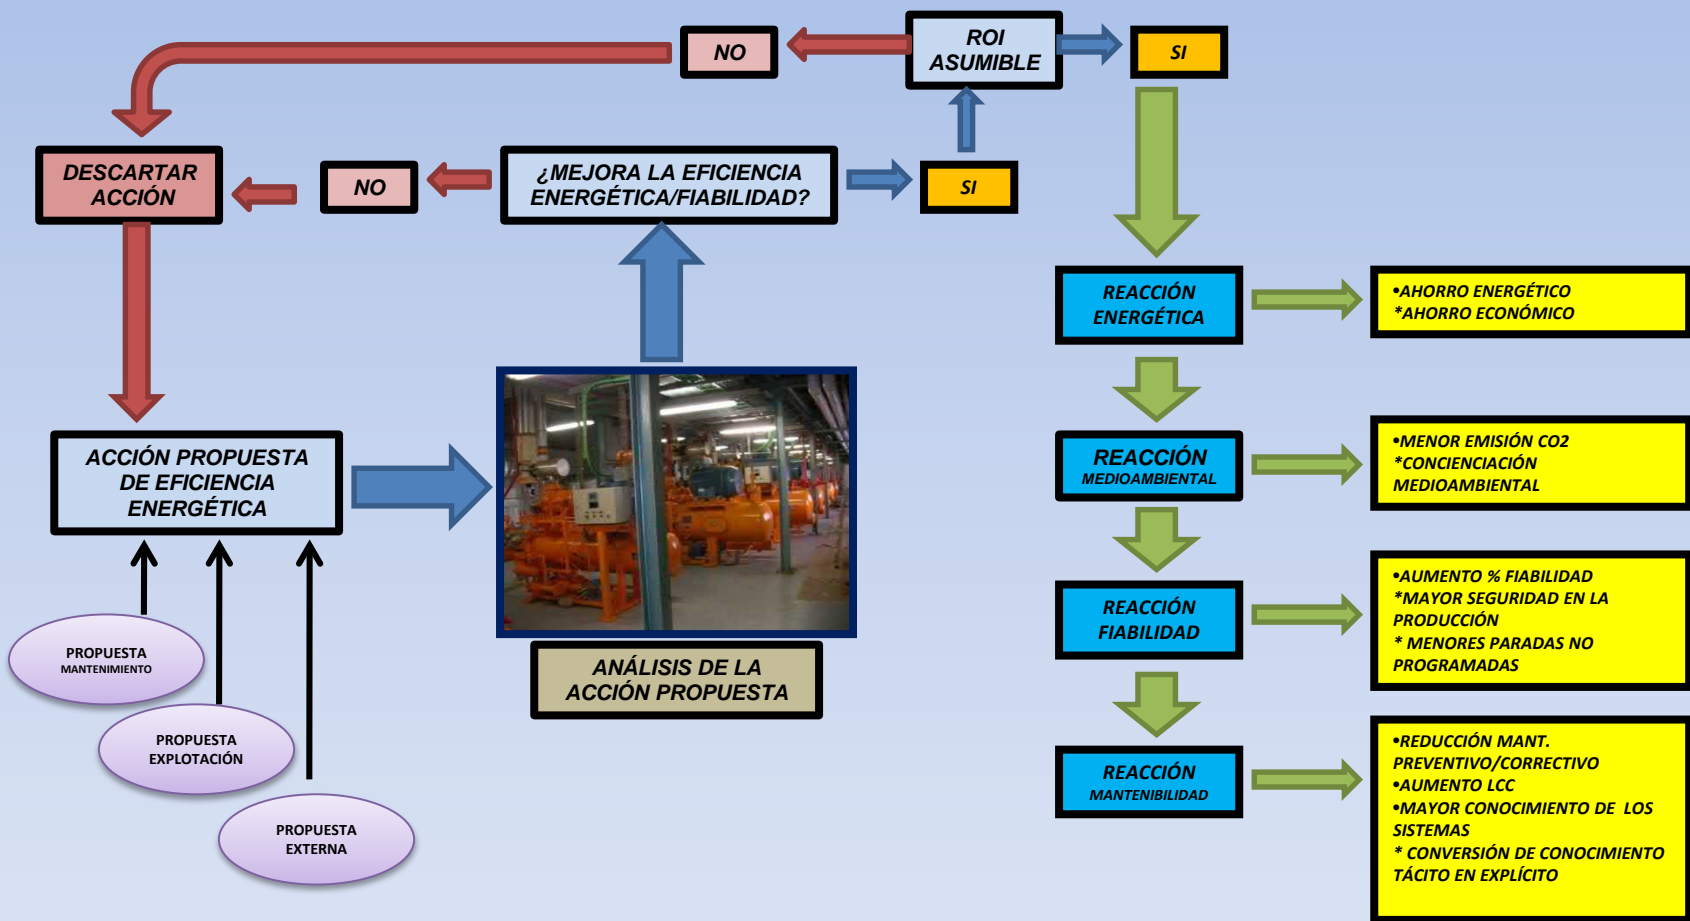 NO
ROI
ASUMIBLE
SI
DESCARTAR
ACCIÓN
NO
¿MEJORA LA EFICIENCIA
ENERGÉTICA/FIABILIDAD?
SI
REACCIÓN
ENERGÉTICA
•AHORRO ENERGÉTICO
*AHORRO ECONÓMICO
ACCIÓN PROPUESTA
DE EFICIENCIA
ENERGÉTICA
REACCIÓN
MEDIOAMBIENTAL
•MENOR EMISIÓN CO2
*CONCIENCIACIÓN
MEDIOAMBIENTAL
REACCIÓN
FIABILIDAD
•AUMENTO % FIABILIDAD
*MAYOR SEGURIDAD EN LA
PRODUCCIÓN
* MENORES PARADAS NO
PROGRAMADAS
PROPUESTA
MANTENIMIENTO
ANÁLISIS DE LA
ACCIÓN PROPUESTA
PROPUESTA
EXPLOTACIÓN
REACCIÓN
MANTENIBILIDAD
•REDUCCIÓN MANT.
PREVENTIVO/CORRECTIVO
•AUMENTO LCC
•MAYOR CONOCIMIENTO DE LOS
SISTEMAS
* CONVERSIÓN DE CONOCIMIENTO
TÁCITO EN EXPLÍCITO
PROPUESTA
EXTERNA